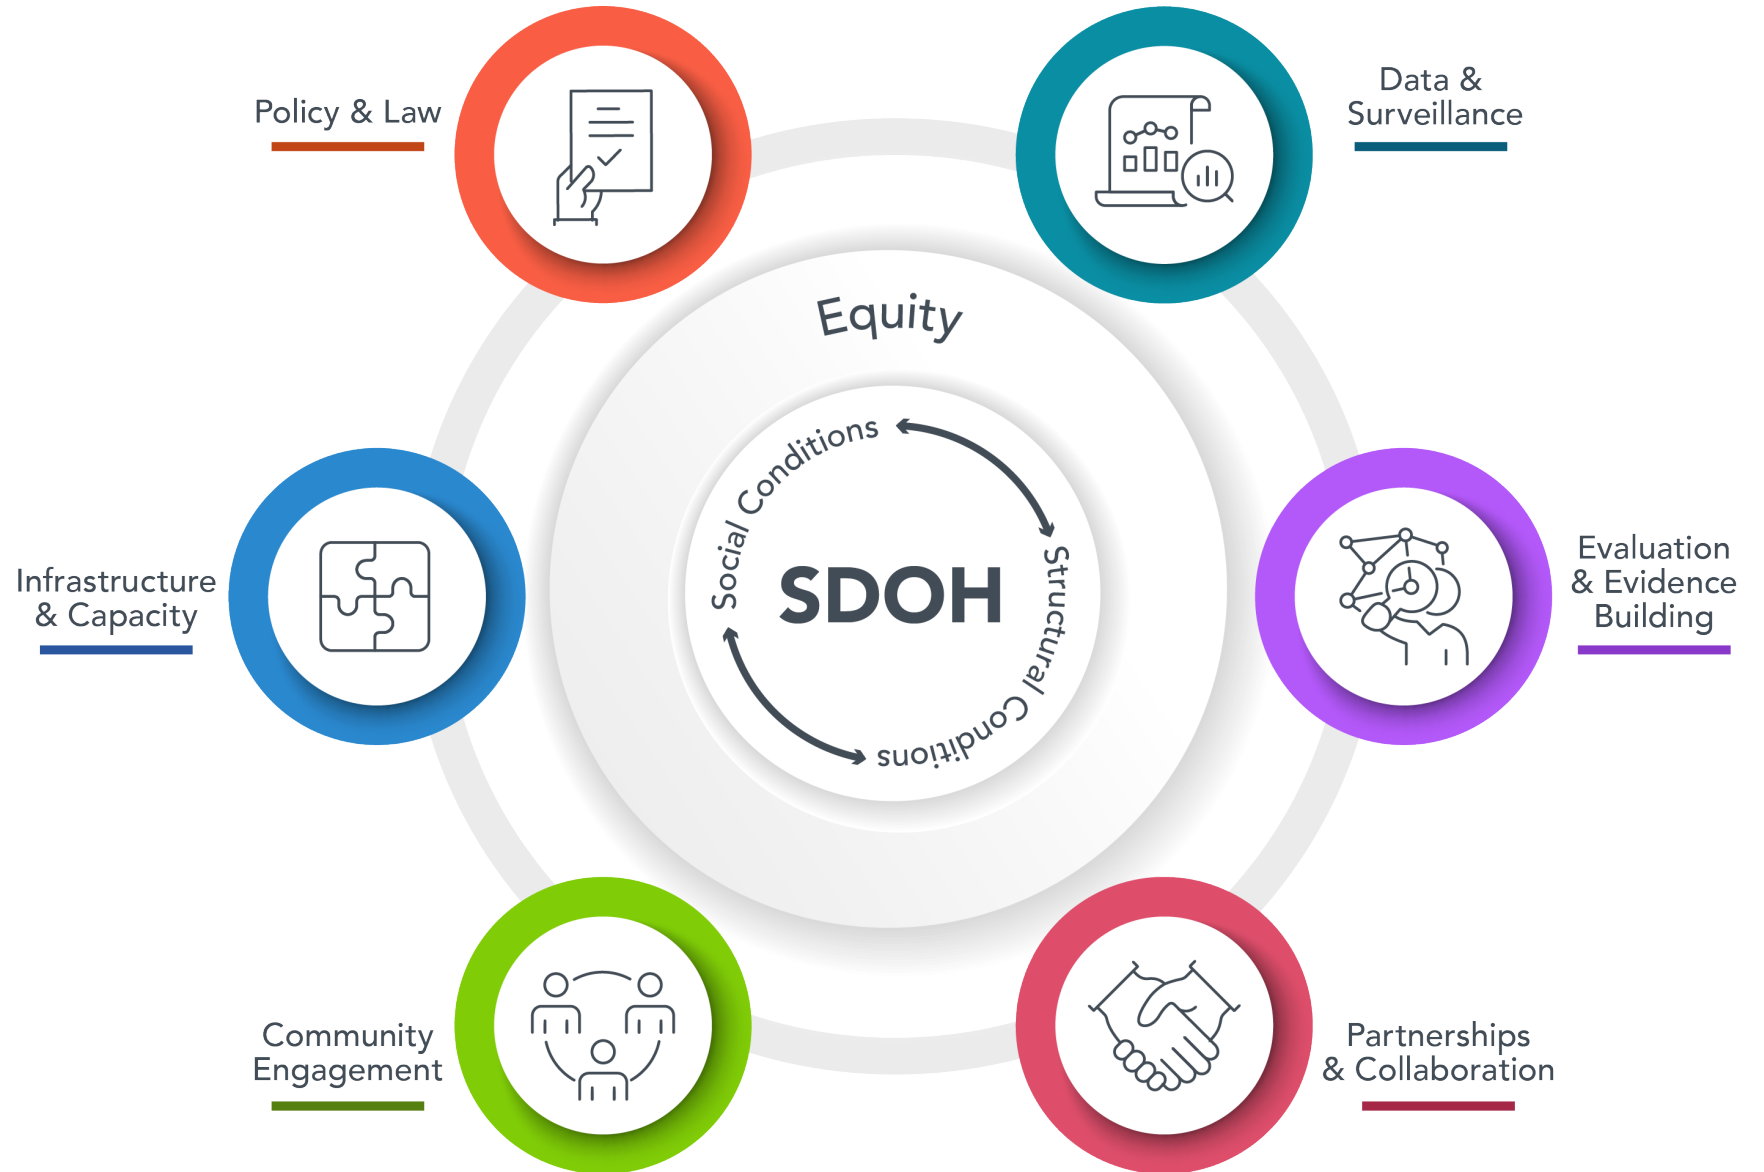 Policy & Law
Data &
Surveillance
Equity
Social Conditions
SDOH
Structural Conditions
Infrastructure
& Capacity
Evaluation
& Evidence
Building
Community
Engagement
Partnerships
& Collaboration